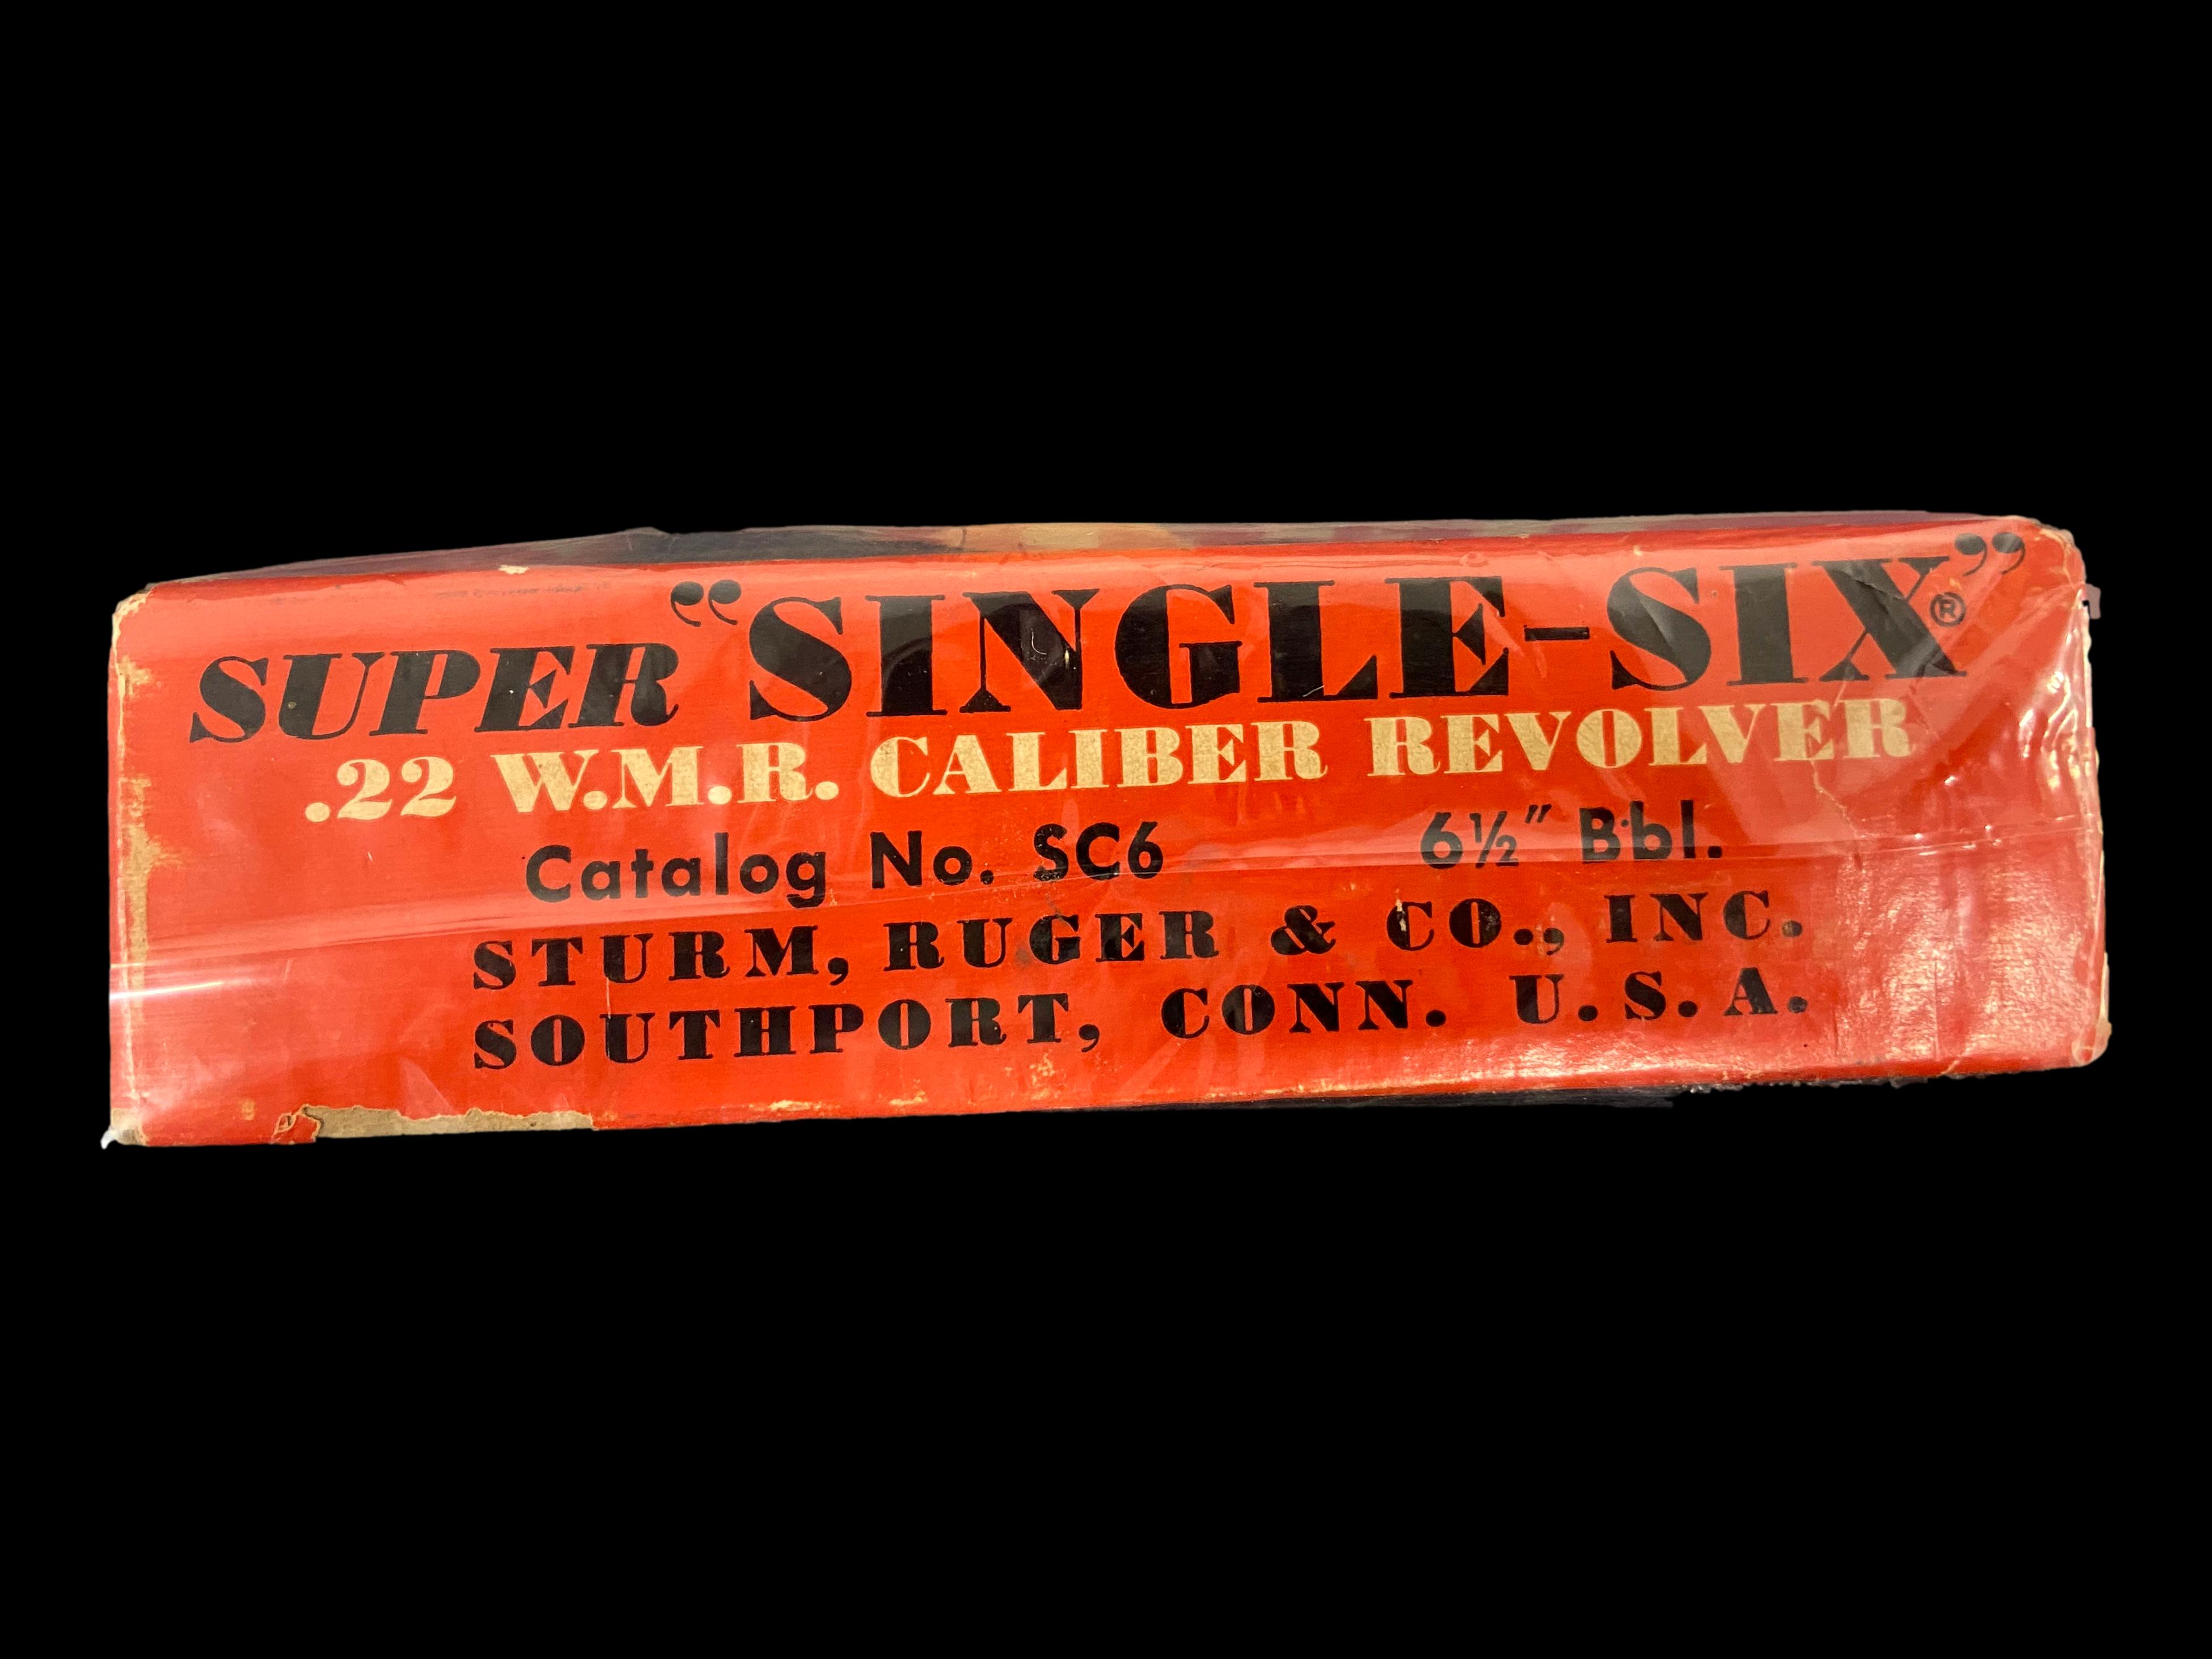 SUPER “SINGLE-SIX”®
.22 W.M.R. CALIBER REVOLVER
Catalog No. SC6 6½" Bbl.
STURM, RUGER & CO., INC.
SOUTHPORT, CONN. U.S.A.